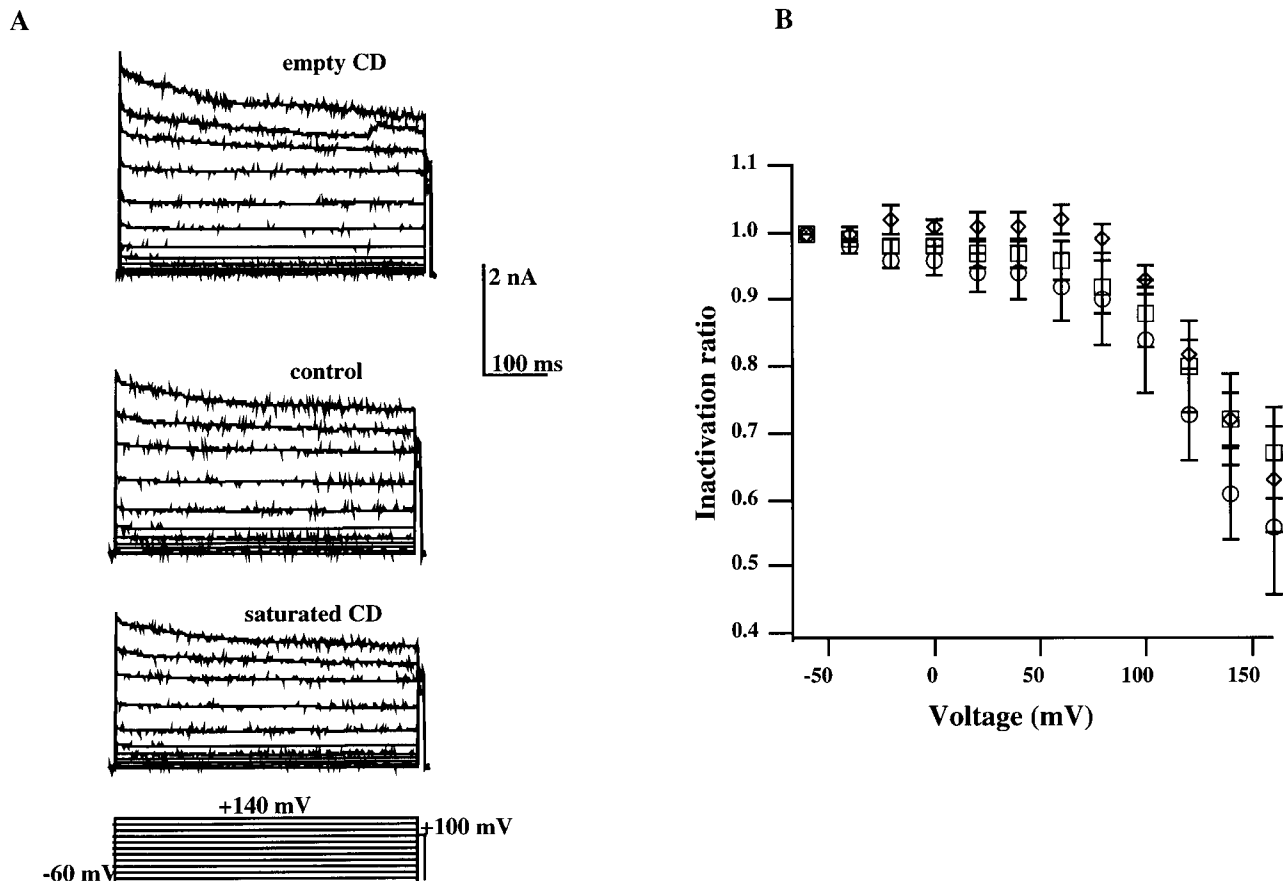 A
empty CD
2 nA
100 ms
control
saturated CD
+140 mV
+100 mV
-60 mV
B
Inactivation ratio
1.1
1.0
0.9
0.8
0.7
0.6
0.5
0.4
-50
0
50
100
150
Voltage (mV)